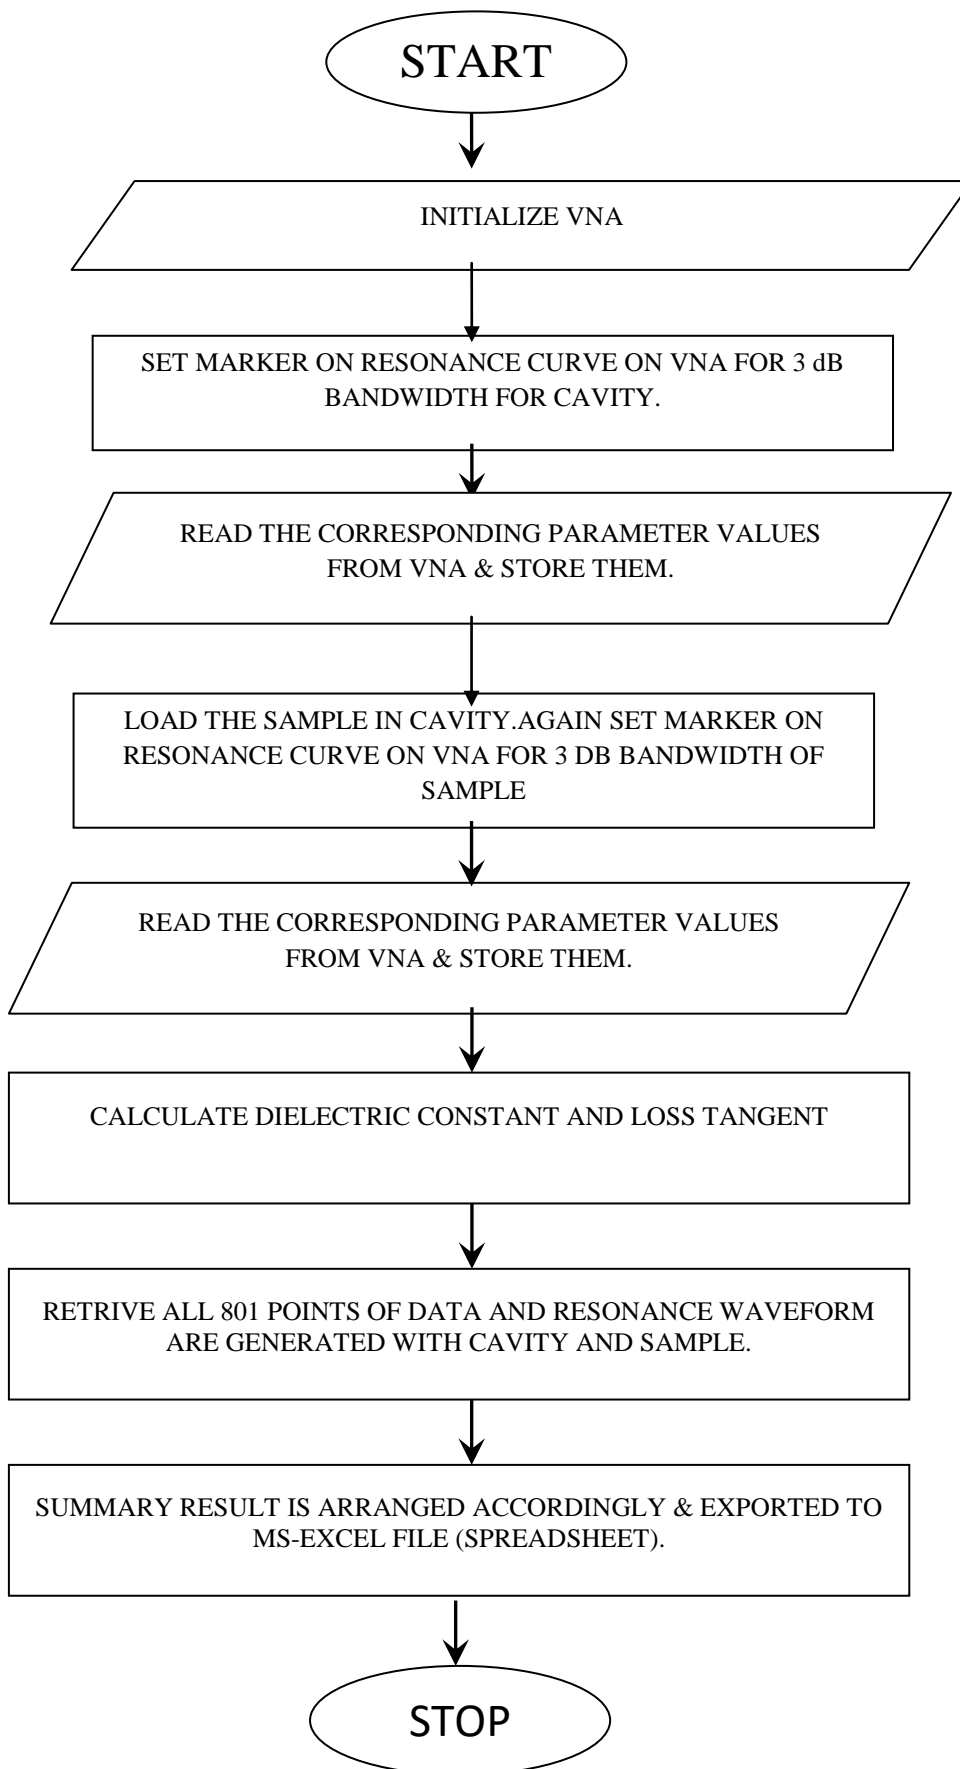 START
INITIALIZE VNA
SET MARKER ON RESONANCE CURVE ON VNA FOR 3 dB
BANDWIDTH FOR CAVITY.
READ THE CORRESPONDING PARAMETER VALUES
FROM VNA & STORE THEM.
LOAD THE SAMPLE IN CAVITY.AGAIN SET MARKER ON
RESONANCE CURVE ON VNA FOR 3 DB BANDWIDTH OF
SAMPLE
READ THE CORRESPONDING PARAMETER VALUES
FROM VNA & STORE THEM.
CALCULATE DIELECTRIC CONSTANT AND LOSS TANGENT
RETRIVE ALL 801 POINTS OF DATA AND RESONANCE WAVEFORM
ARE GENERATED WITH CAVITY AND SAMPLE.
SUMMARY RESULT IS ARRANGED ACCORDINGLY & EXPORTED TO
MS-EXCEL FILE (SPREADSHEET).
STOP